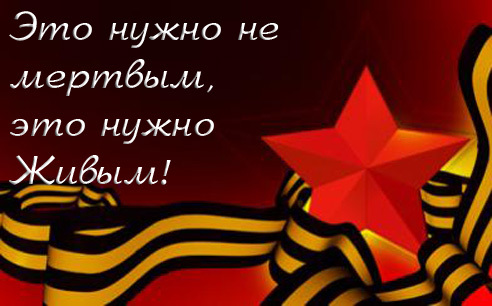 Это нужно не
мертвым,
это нужно
Живым!